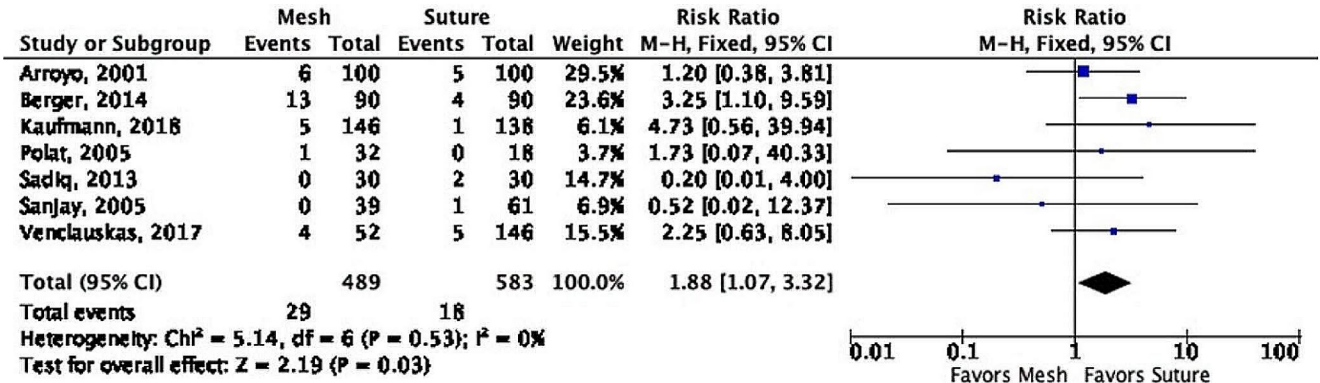 Mesh Suture Risk Ratio Risk Ratio
Study or Subgroup Events Total Events Total Weight M-H, Fixed, 95% CI M-H, Fixed, 95% CI
Arroyo, 2001 6 100 5 100 29.5% 1.20 [0.38, 3.81]
Berger, 2014 13 90 4 90 23.6% 3.25 [1.10, 9.59]
Kaufmann, 2018 5 146 1 138 6.1% 4.73 [0.56, 39.94]
Polat, 2005 1 32 0 18 3.7% 1.73 [0.07, 40.33]
Sadiq, 2013 0 30 2 30 14.7% 0.20 [0.01, 4.00]
Sanjay, 2005 0 39 1 61 6.9% 0.52 [0.02, 12.37]
Venclauskas, 2017 4 52 5 146 15.5% 2.25 [0.63, 8.05]
Total (95% CI) 489 583 100.0% 1.88 [1.07, 3.32]
Total events 29 18
Heterogeneity: Chi² = 5.14, df = 6 (P = 0.53); I² = 0%
Test for overall effect: Z = 2.19 (P = 0.03)
0.01 0.1 1 10 100
Favors Mesh Favors Suture